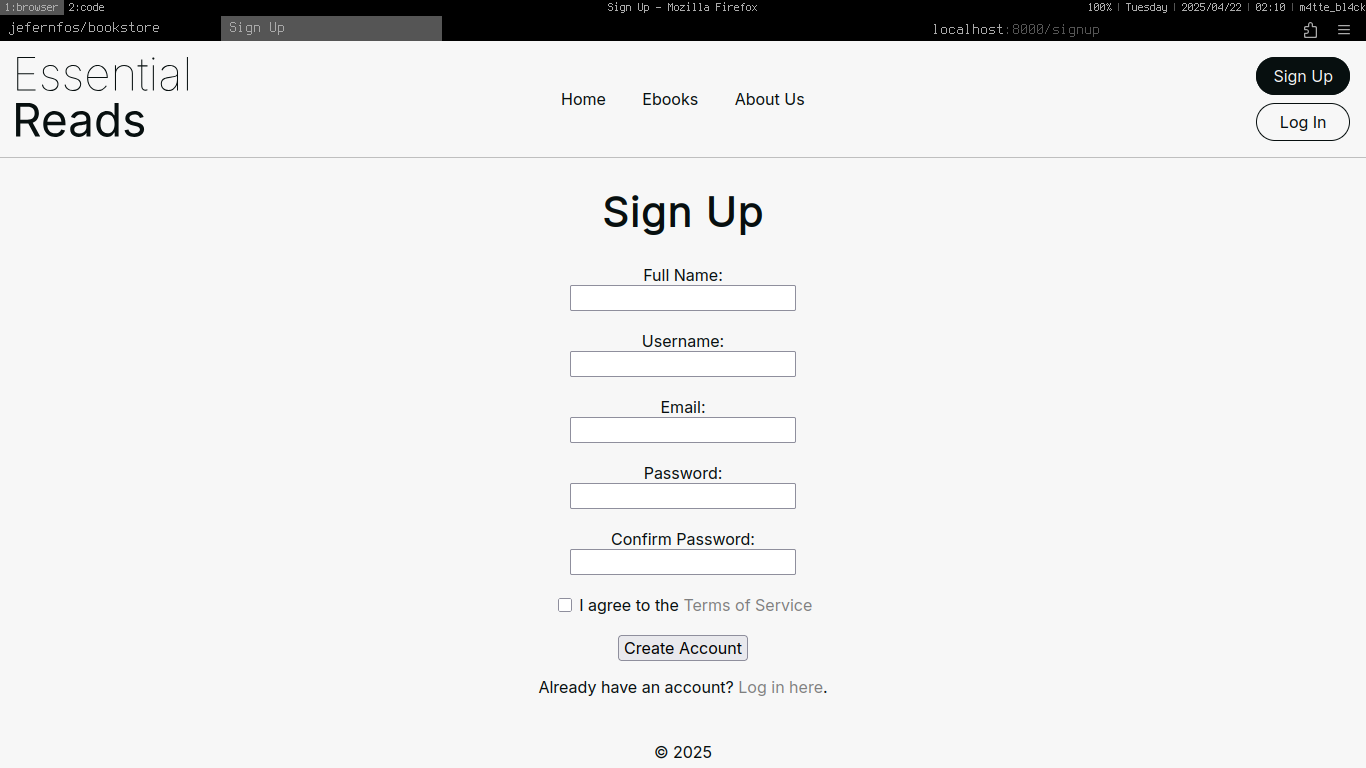 1:browser 2:code Sign Up - Mozilla Firefox 100% | Tuesday | 2025/04/22 | 02:10 | m4tte_bl4ck
jefernfos/bookstore Sign Up localhost:8000/signup
Essential
Reads
Home Ebooks About Us
Sign Up
Log In
Sign Up
Full Name:
Username:
Email:
Password:
Confirm Password:
I agree to the Terms of Service
Create Account
Already have an account? Log in here.
© 2025